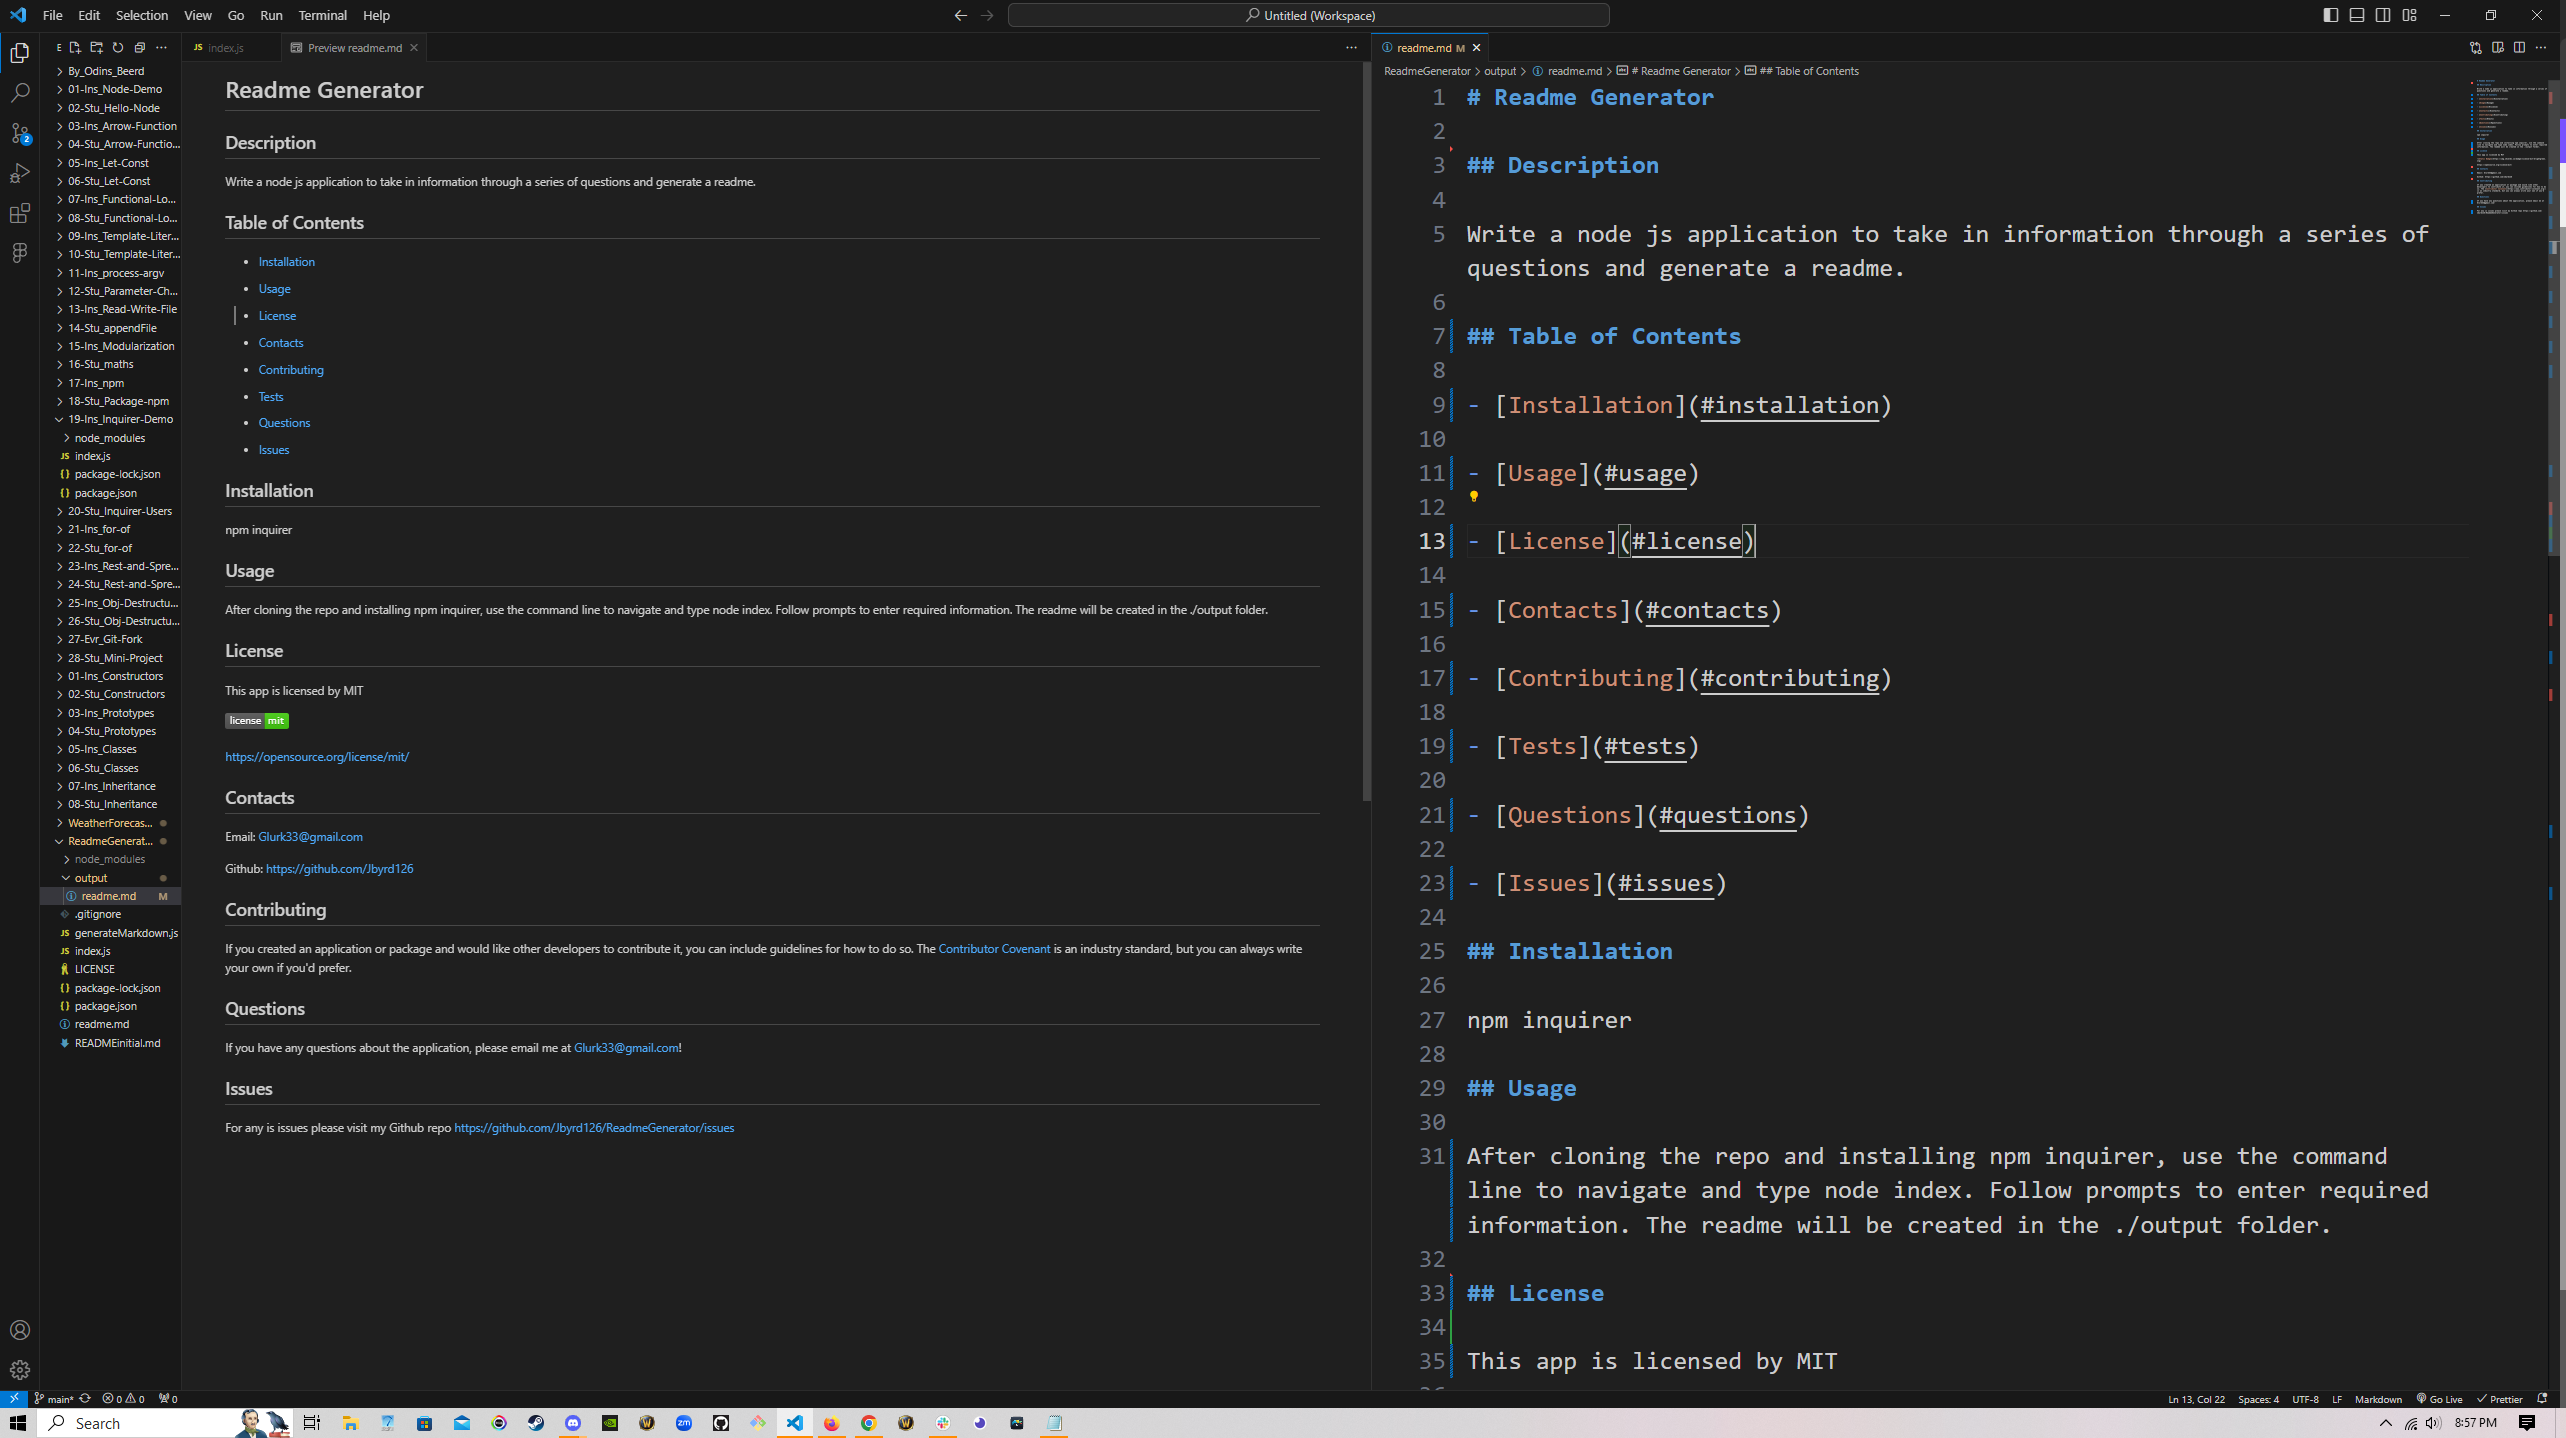 File Edit Selection View Go Run Terminal Help
Untitled (Workspace)
E
JS index.js
Preview readme.md
readme.md M
By_Odins_Beerd
01-Ins_Node-Demo
02-Stu_Hello-Node
03-Ins_Arrow-Function
04-Stu_Arrow-Functio...
05-Ins_Let-Const
06-Stu_Let-Const
07-Ins_Functional-Lo...
08-Stu_Functional-Lo...
09-Ins_Template-Liter...
10-Stu_Template-Liter...
11-Ins_process-argv
12-Stu_Parameter-Ch...
13-Ins_Read-Write-File
14-Stu_appendFile
15-Ins_Modularization
16-Stu_maths
17-Ins_npm
18-Stu_Package-npm
19-Ins_Inquirer-Demo
node_modules
JS index.js
{} package-lock.json
{} package.json
20-Stu_Inquirer-Users
21-Ins_for-of
22-Stu_for-of
23-Ins_Rest-and-Spre...
24-Stu_Rest-and-Spre...
25-Ins_Obj-Destructu...
26-Stu_Obj-Destructu...
27-Evr_Git-Fork
28-Stu_Mini-Project
01-Ins_Constructors
02-Stu_Constructors
03-Ins_Prototypes
04-Stu_Prototypes
05-Ins_Classes
06-Stu_Classes
07-Ins_Inheritance
08-Stu_Inheritance
WeatherForecas...
ReadmeGenerat...
node_modules
output
readme.md M
.gitignore
JS generateMarkdown.js
JS index.js
LICENSE
{} package-lock.json
{} package.json
readme.md
READMEinitial.md
Readme Generator
Description
Write a node js application to take in information through a series of questions and generate a readme.
Table of Contents
• Installation
• Usage
• License
• Contacts
• Contributing
• Tests
• Questions
• Issues
Installation
npm inquirer
Usage
After cloning the repo and installing npm inquirer, use the command line to navigate and type node index. Follow prompts to enter required information. The readme will be created in the ./output folder.
License
This app is licensed by MIT
license mit
https://opensource.org/license/mit/
Contacts
Email: Glurk33@gmail.com
Github: https://github.com/Jbyrd126
Contributing
If you created an application or package and would like other developers to contribute it, you can include guidelines for how to do so. The Contributor Covenant is an industry standard, but you can always write
your own if you'd prefer.
Questions
If you have any questions about the application, please email me at Glurk33@gmail.com!
Issues
For any is issues please visit my Github repo https://github.com/Jbyrd126/ReadmeGenerator/issues
ReadmeGenerator > output > readme.md > # Readme Generator > ## Table of Contents
1 # Readme Generator
2
3 ## Description
4
5 Write a node js application to take in information through a series of
questions and generate a readme.
6
7 ## Table of Contents
8
9 - [Installation](#installation)
10
11 - [Usage](#usage)
12
13 - [License](#license)
14
15 - [Contacts](#contacts)
16
17 - [Contributing](#contributing)
18
19 - [Tests](#tests)
20
21 - [Questions](#questions)
22
23 - [Issues](#issues)
24
25 ## Installation
26
27 npm inquirer
28
29 ## Usage
30
31 After cloning the repo and installing npm inquirer, use the command
line to navigate and type node index. Follow prompts to enter required
information. The readme will be created in the ./output folder.
32
33 ## License
34
35 This app is licensed by MIT
2
main* 0 0 0
Ln 13, Col 22 Spaces: 4 UTF-8 LF Markdown Go Live Prettier
Search
zm
8:57 PM